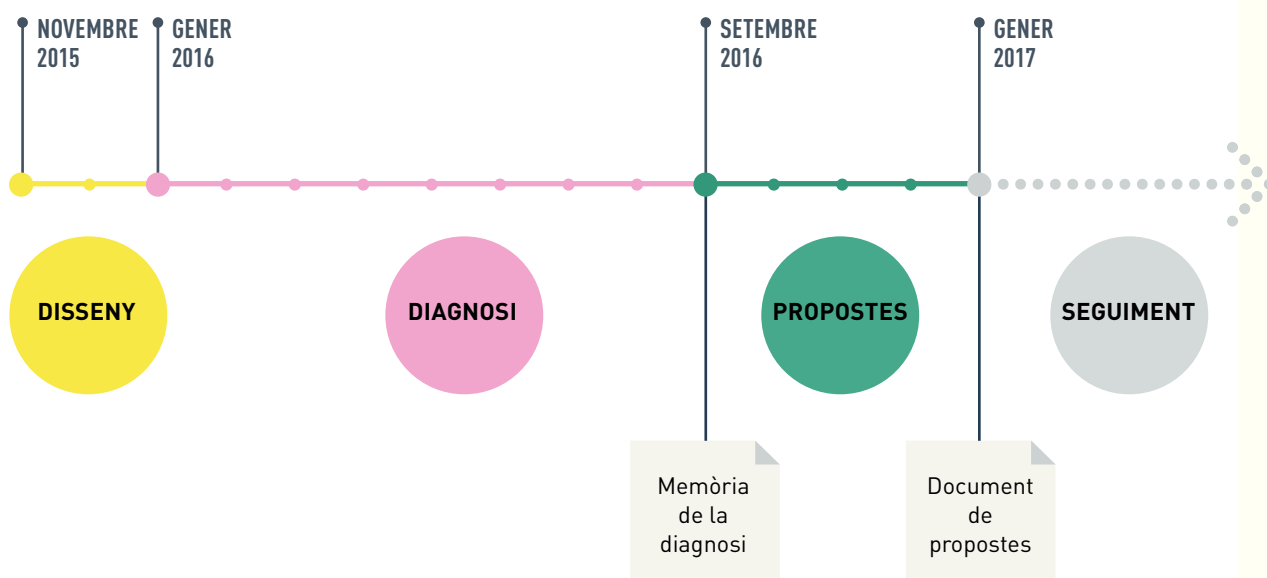 NOVEMBRE
2015
GENER
2016
SETEMBRE
2016
GENER
2017
DISSENY
DIAGNOSI
PROPOSTES
SEGUIMENT
Memòria
de la
diagnosi
Document
de
propostes